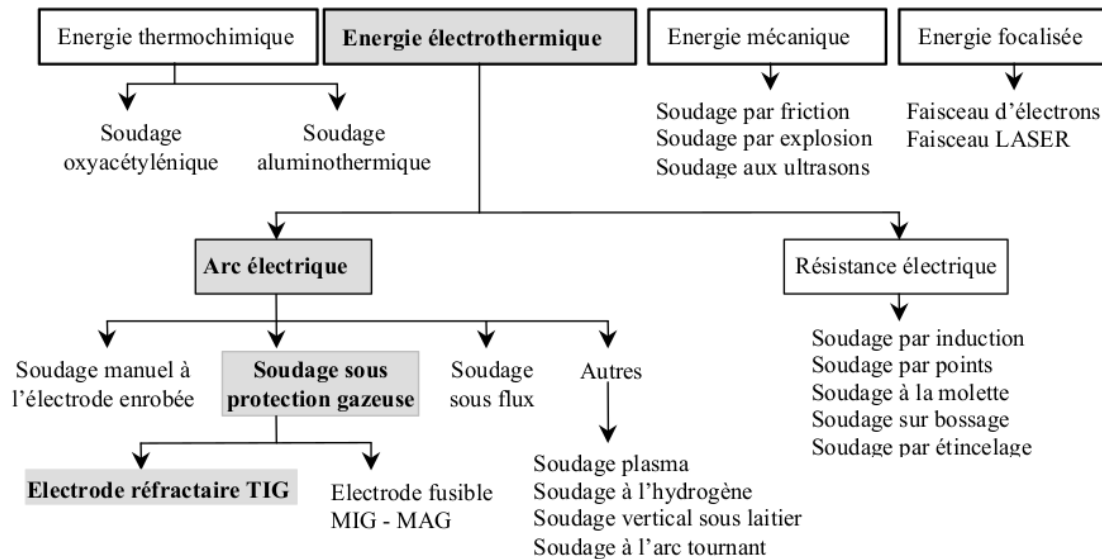 Energie thermochimique
Energie électrothermique
Energie mécanique
Energie focalisée
Soudage
oxyacétylénique
Soudage
aluminothermique
Soudage par friction
Soudage par explosion
Soudage aux ultrasons
Faisceau d'électrons
Faisceau LASER
Arc électrique
Résistance électrique
Soudage manuel à
l'électrode enrobée
Soudage sous
protection gazeuse
Soudage
sous flux
Autres
Soudage par induction
Soudage par points
Soudage à la molette
Soudage sur bossage
Soudage par étincelage
Electrode réfractaire TIG
Electrode fusible
MIG - MAG
Soudage plasma
Soudage à l'hydrogène
Soudage vertical sous laitier
Soudage à l'arc tournant